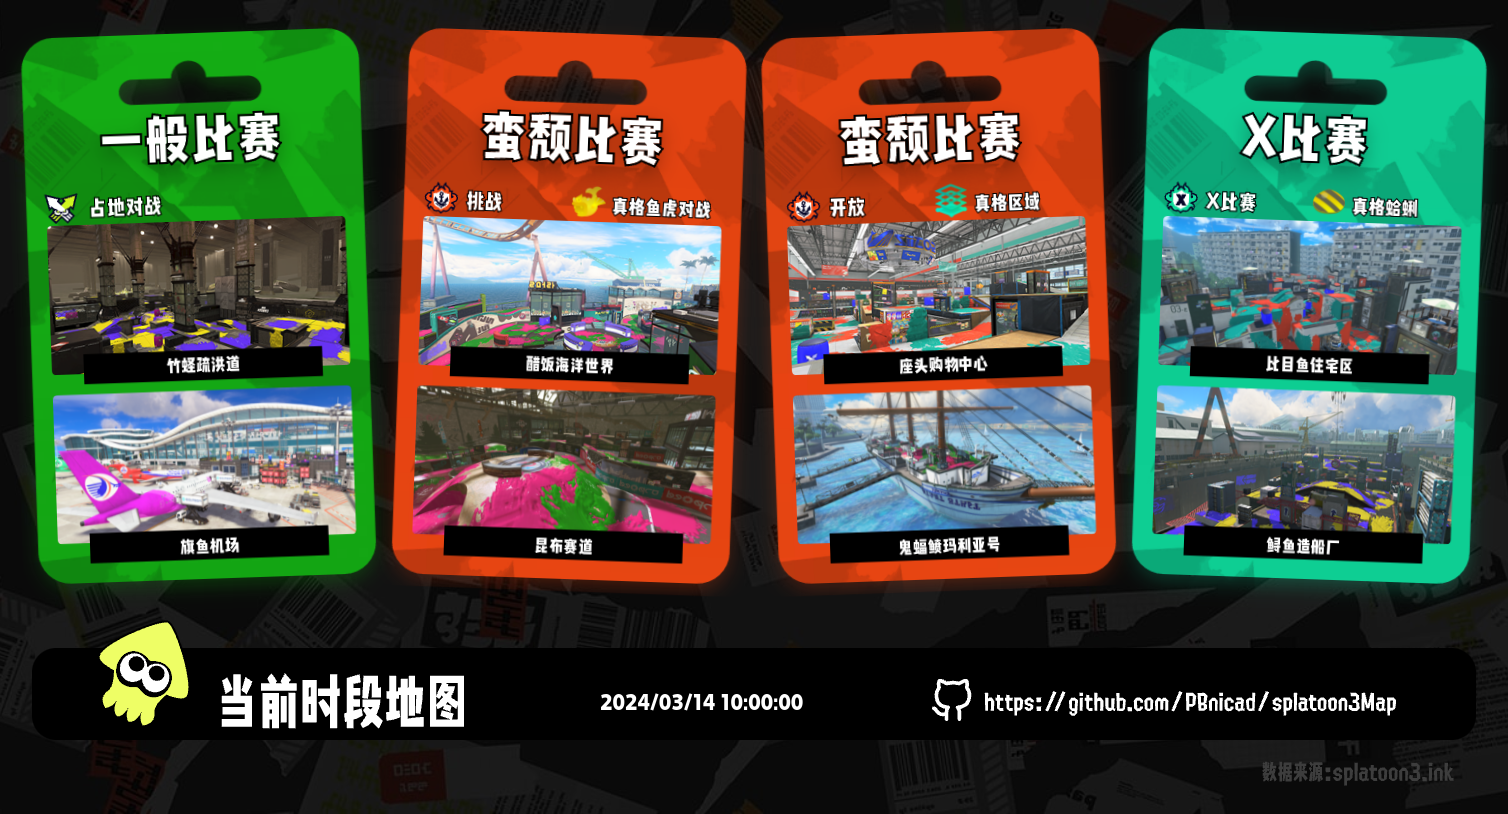 一般比赛
占地对战
竹蛏疏洪道
旗鱼机场
蛮颓比赛
挑战
真格鱼虎对战
醋饭海洋世界
昆布赛道
蛮颓比赛
开放
真格区域
座头购物中心
鬼蝠鲼玛利亚号
X比赛
X比赛
真格蛤蜊
比目鱼住宅区
鲟鱼造船厂
当前时段地图
2024/03/14 10:00:00
https://github.com/PBnicad/splatoon3Map
数据来源:splatoon3.ink